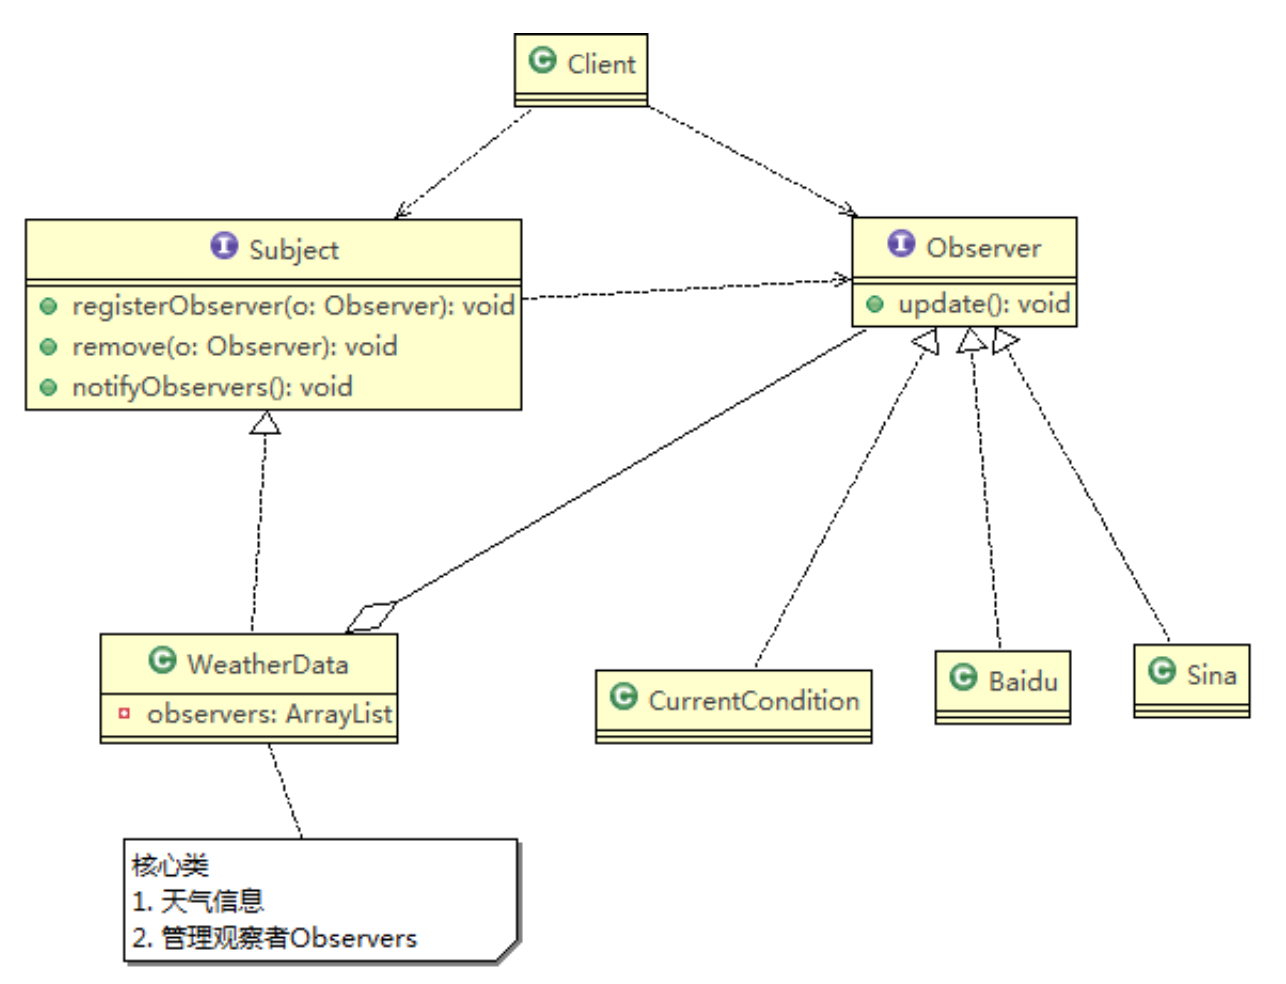 Client
Subject
registerObserver(o: Observer): void
remove(o: Observer): void
notifyObservers(): void
Observer
update(): void
WeatherData
observers: ArrayList
CurrentCondition
Baidu
Sina
核心类
1. 天气信息
2. 管理观察者Observers